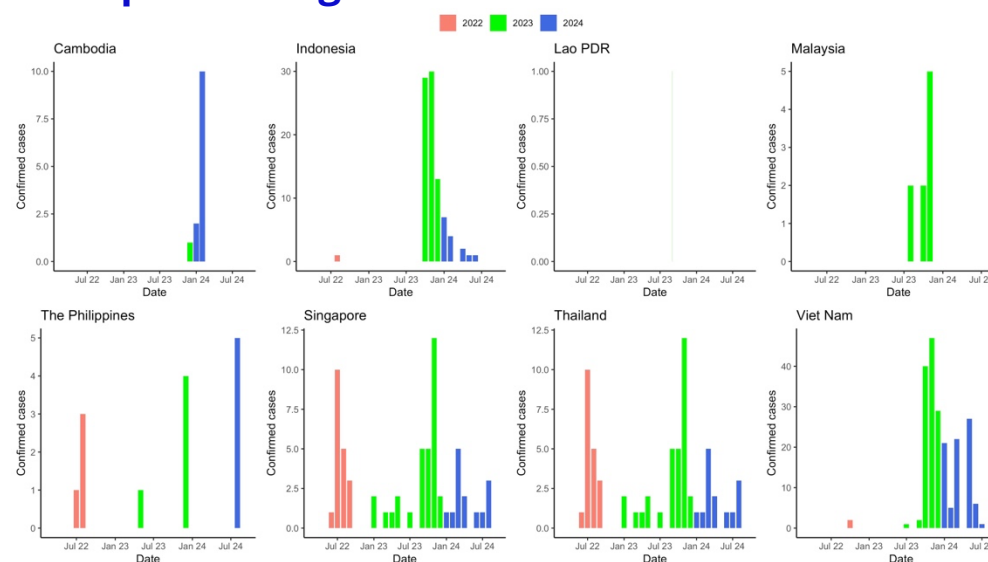 2022 2023 2024
Cambodia
Confirmed cases
10.0
7.5
5.0
2.5
0.0
Jul 22 Jan 23 Jul 23 Jan 24 Jul 24
Date
Indonesia
Confirmed cases
30
20
10
0
Jul 22 Jan 23 Jul 23 Jan 24 Jul 24
Date
Lao PDR
Confirmed cases
1.00
0.75
0.50
0.25
0.00
Jul 22 Jan 23 Jul 23 Jan 24 Jul 24
Date
Malaysia
Confirmed cases
5
4
3
2
1
0
Jul 22 Jan 23 Jul 23 Jan 24 Jul 2
Date
The Philippines
Confirmed cases
5
4
3
2
1
0
Jul 22 Jan 23 Jul 23 Jan 24 Jul 24
Date
Singapore
Confirmed cases
12.5
10.0
7.5
5.0
2.5
0.0
Jul 22 Jan 23 Jul 23 Jan 24 Jul 24
Date
Thailand
Confirmed cases
12.5
10.0
7.5
5.0
2.5
0.0
Jul 22 Jan 23 Jul 23 Jan 24 Jul 24
Date
Viet Nam
Confirmed cases
40
30
20
10
0
Jul 22 Jan 23 Jul 23 Jan 24 Jul 2
Date